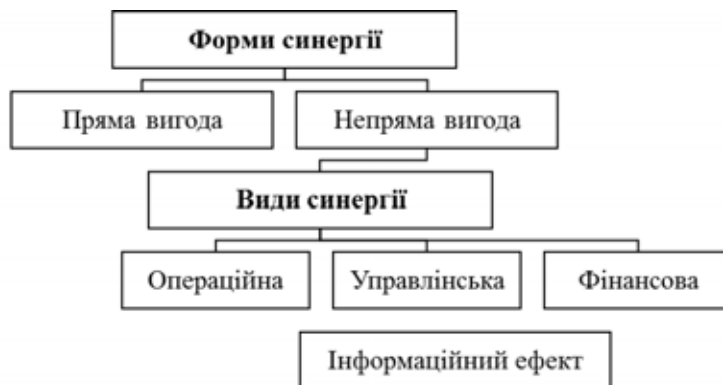 Форми синергії
Пряма вигода
Непряма вигода
Види синергії
Операційна
Управлінська
Фінансова
Інформаційний ефект